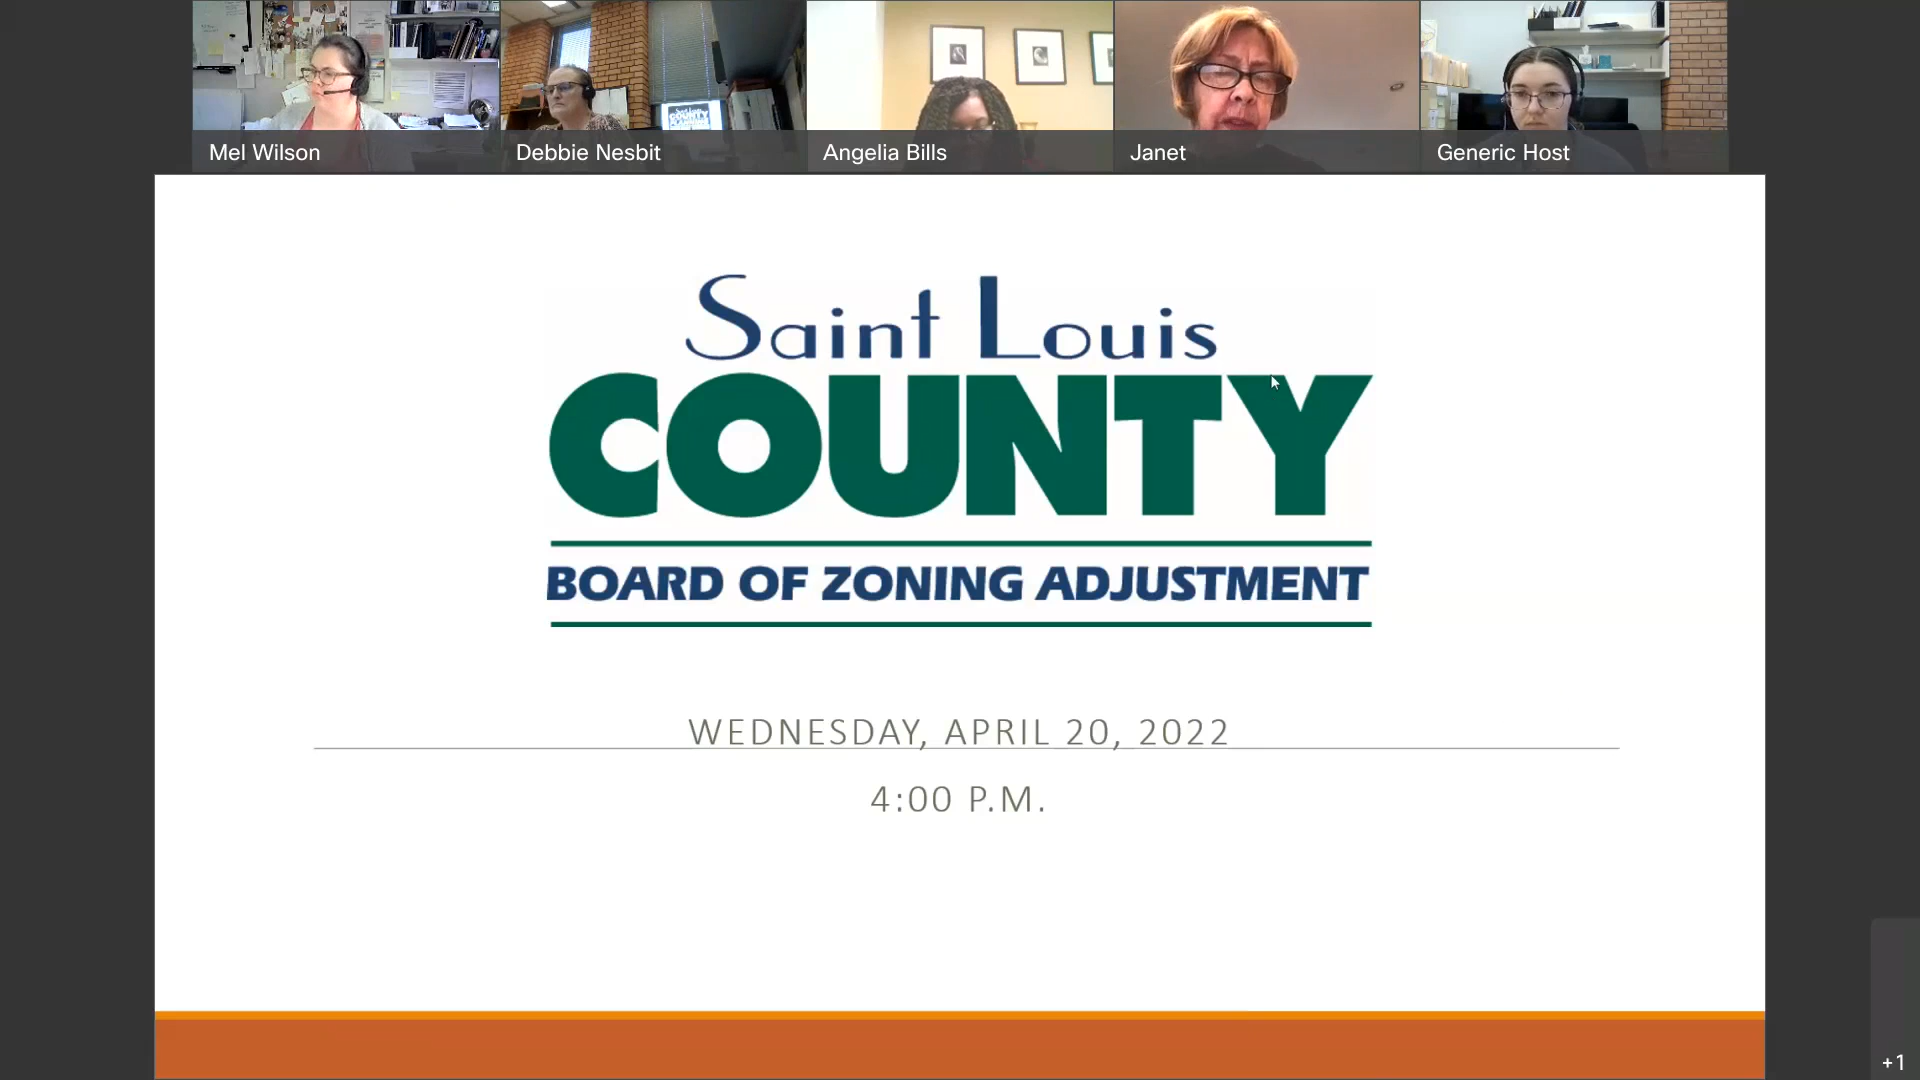 Mel Wilson
Debbie Nesbit
Angelia Bills
Janet
Generic Host
Saint Louis
COUNTY
BOARD OF ZONING ADJUSTMENT
WEDNESDAY, APRIL 20, 2022
4:00 P.M.
+1